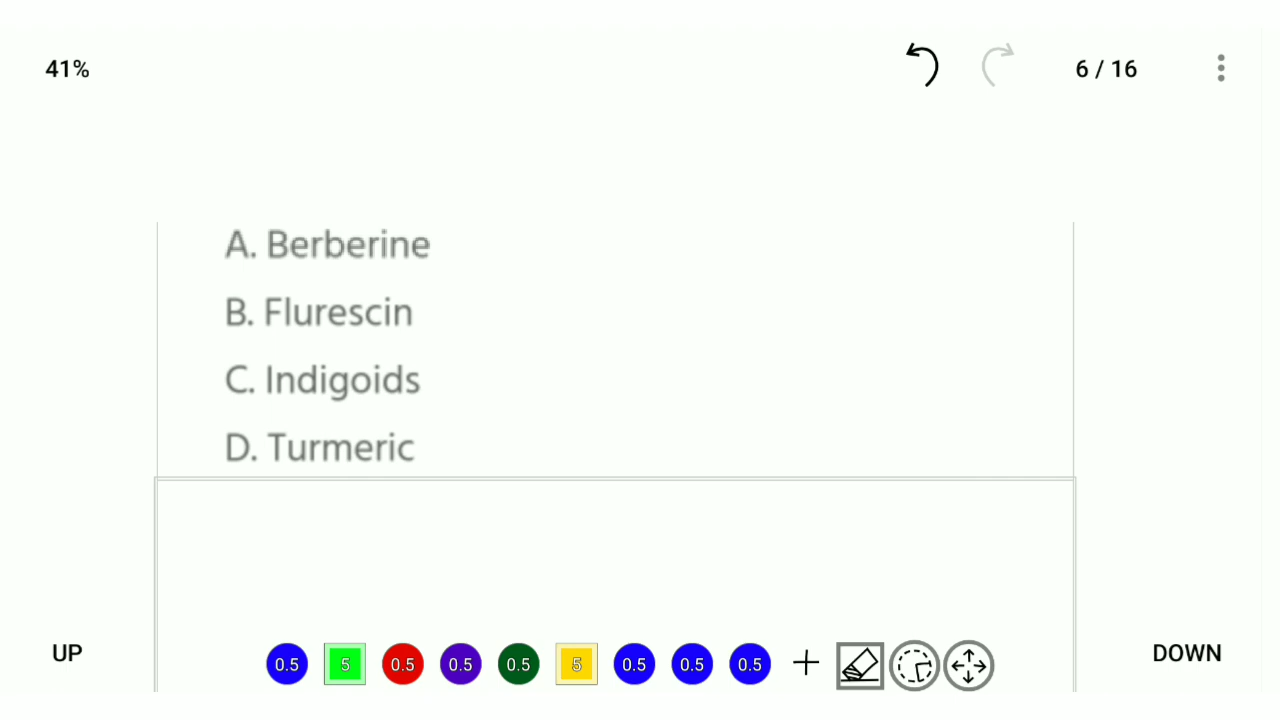 41%
6 / 16
A. Berberine
B. Flurescin
C. Indigoids
D. Turmeric
UP
0.5 5 0.5 0.5 0.5 5 0.5 0.5 0.5
DOWN